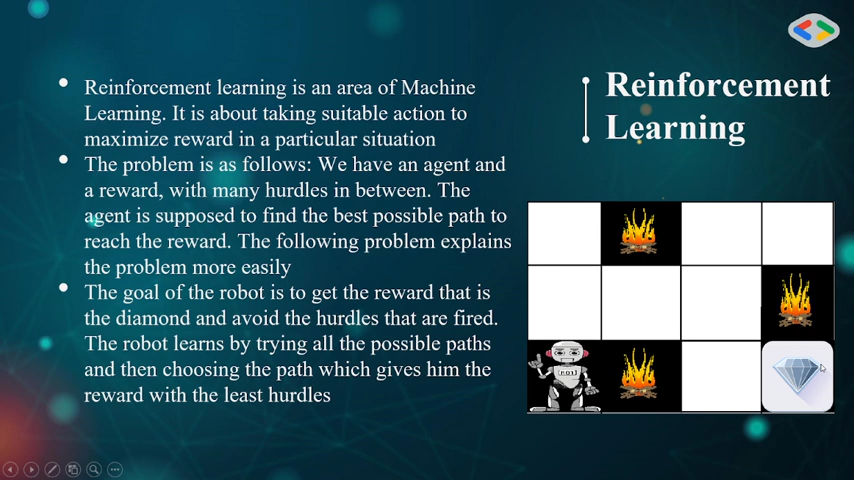 Reinforcement
Learning
Reinforcement learning is an area of Machine
Learning. It is about taking suitable action to
maximize reward in a particular situation
The problem is as follows: We have an agent and
a reward, with many hurdles in between. The
agent is supposed to find the best possible path to
reach the reward. The following problem explains
the problem more easily
The goal of the robot is to get the reward that is
the diamond and avoid the hurdles that are fired.
The robot learns by trying all the possible paths
and then choosing the path which gives him the
reward with the least hurdles